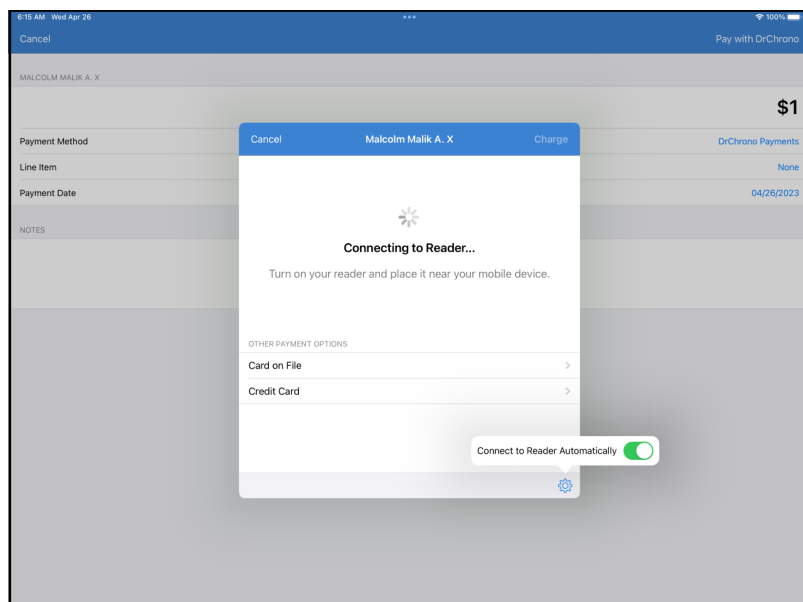 6:15 AM Wed Apr 26
100%
Cancel
Pay with DrChrono
MALCOLM MALIK A. X
$1
Payment Method
DrChrono Payments
Line Item
None
Payment Date
04/26/2023
NOTES
Cancel
Malcolm Malik A. X
Charge
Connecting to Reader...
Turn on your reader and place it near your mobile device.
OTHER PAYMENT OPTIONS
Card on File
Credit Card
Connect to Reader Automatically